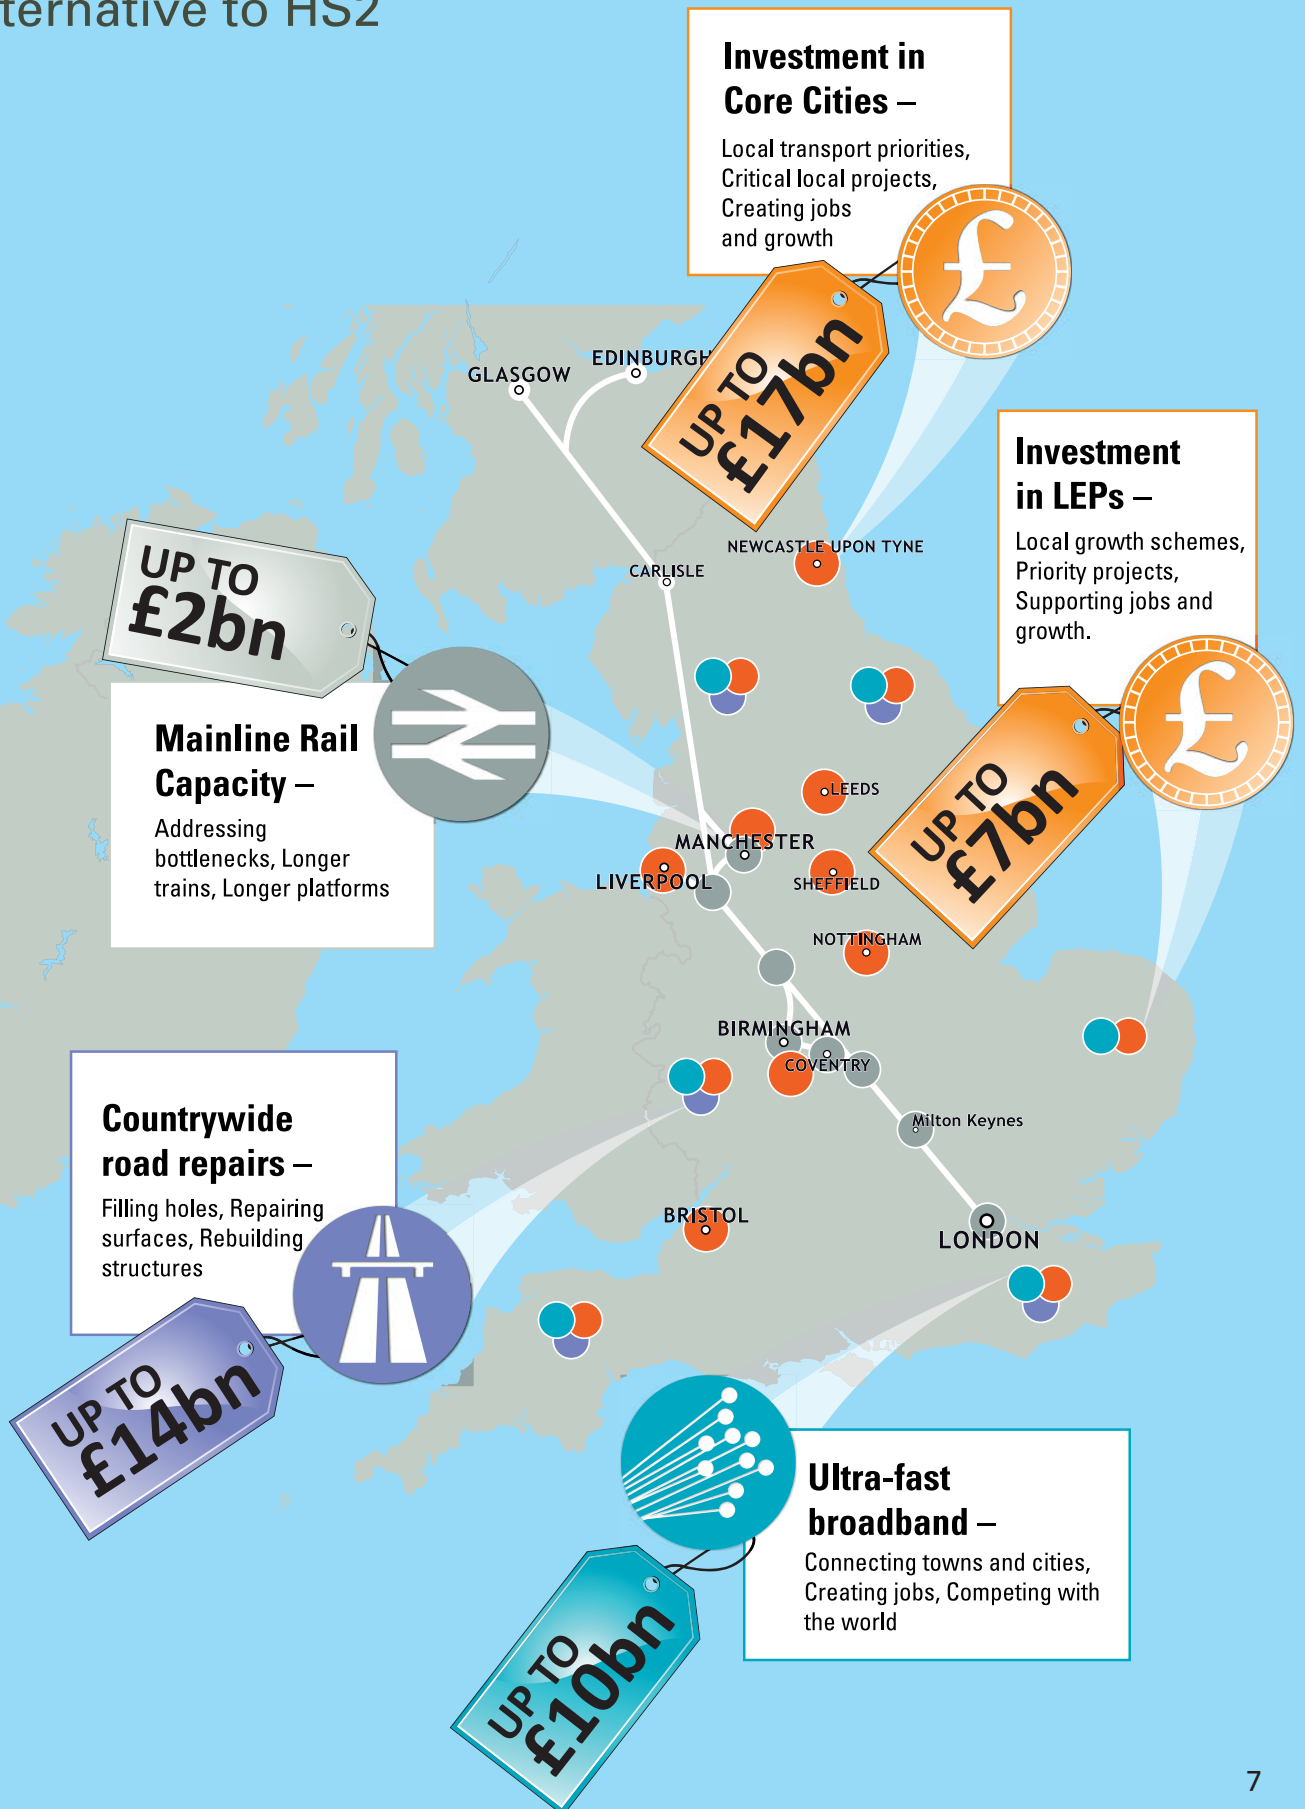 ternative to HS2
Investment in
Core Cities –
Local transport priorities,
Critical local projects,
Creating jobs
and growth
£
UP TO
£17bn
GLASGOW
EDINBURGH
Investment
in LEPs –
Local growth schemes,
Priority projects,
Supporting jobs and
growth.
£
UP TO
£7bn
NEWCASTLE UPON TYNE
CARLISLE
UP TO
£2bn
Mainline Rail
Capacity –
Addressing
bottlenecks, Longer
trains, Longer platforms
LEEDS
MANCHESTER
LIVERPOOL
SHEFFIELD
NOTTINGHAM
BIRMINGHAM
COVENTRY
Milton Keynes
BRISTOL
LONDON
Countrywide
road repairs –
Filling holes, Repairing
surfaces, Rebuilding
structures
UP TO
£14bn
Ultra-fast
broadband –
Connecting towns and cities,
Creating jobs, Competing with
the world
UP TO
£10bn
7